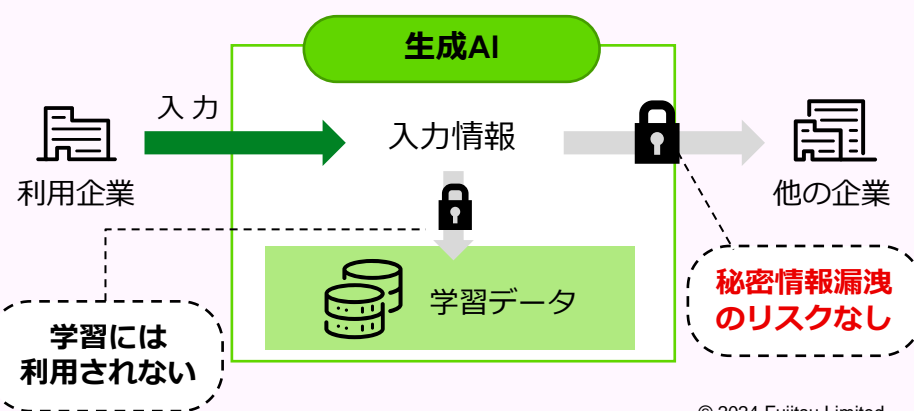 生成AI
入 力
入力情報
利用企業
他の企業
学習データ
秘密情報漏洩
のリスクなし
学習には
利用されない
© 2024 Fujitsu Limited